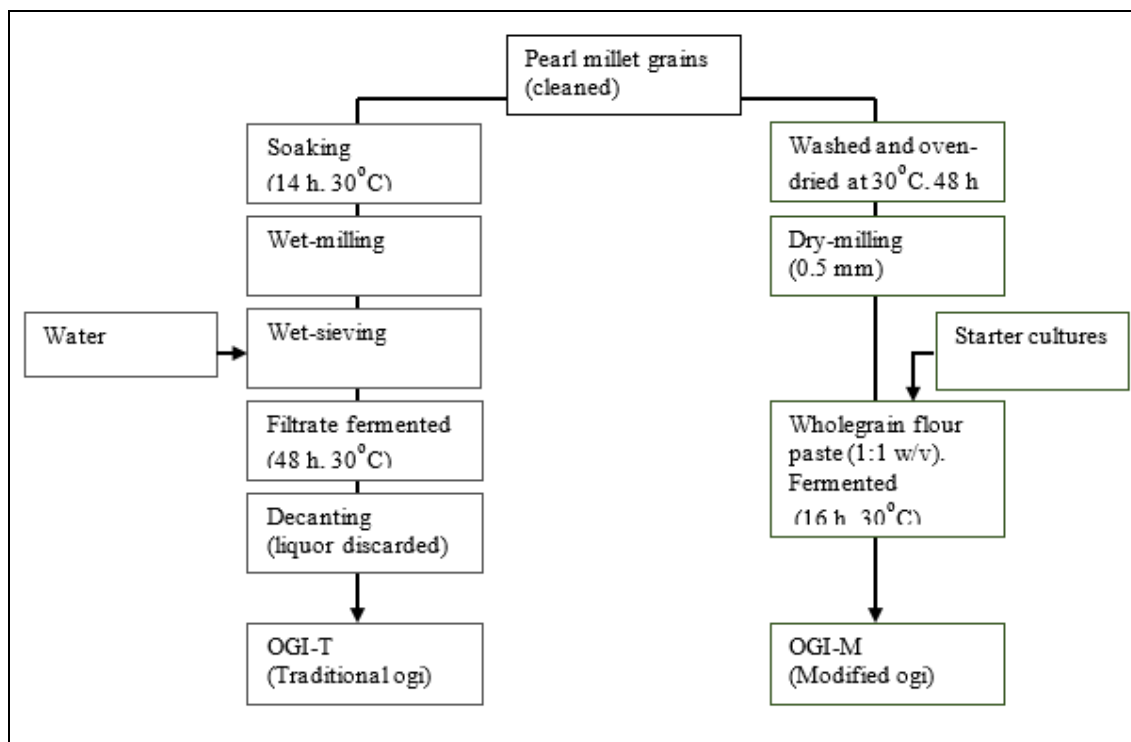 Pearl millet grains
(cleaned)
Soaking
(14 h. 30°C)
Wet-milling
Water
Wet-sieving
Filtrate fermented
(48 h. 30°C)
Decanting
(liquor discarded)
OGI-T
(Traditional ogi)
Washed and oven-
dried at 30°C. 48 h
Dry-milling
(0.5 mm)
Starter cultures
Wholegrain flour
paste (1:1 w/v).
Fermented
(16 h. 30°C)
OGI-M
(Modified ogi)